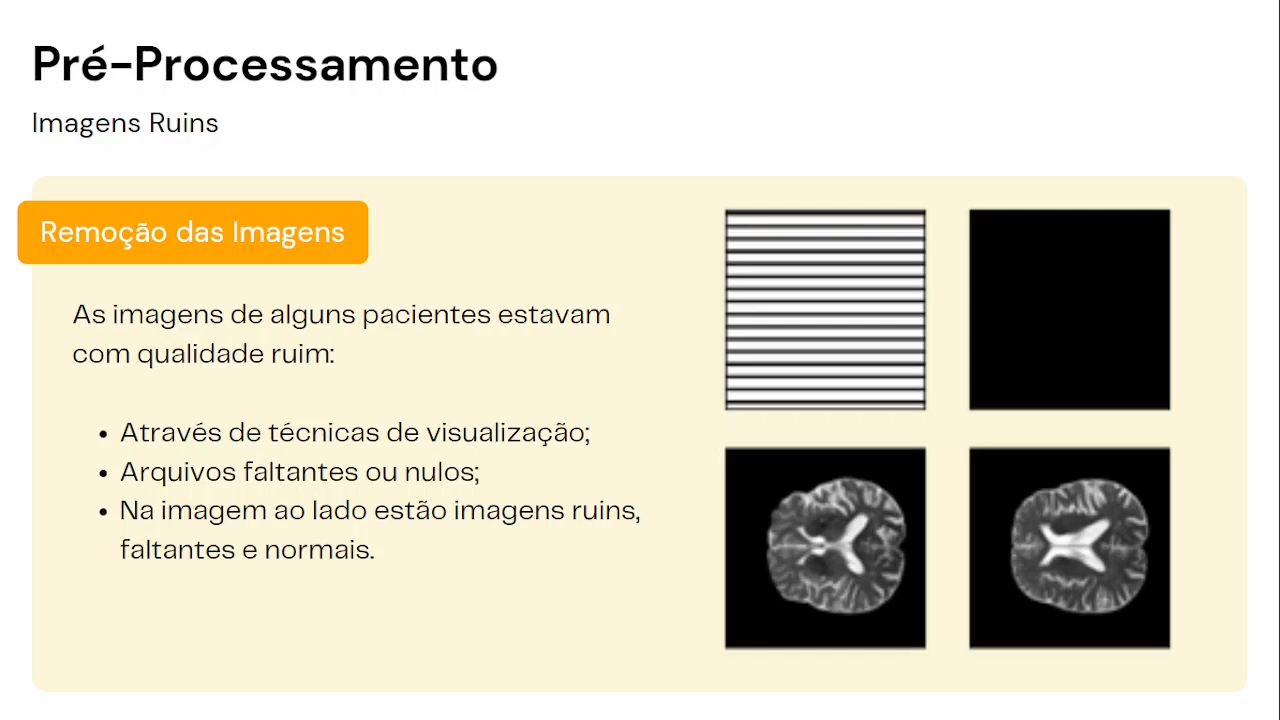 Pré-Processamento
Imagens Ruins
Remoção das Imagens
As imagens de alguns pacientes estavam
com qualidade ruim:
• Através de técnicas de visualização;
• Arquivos faltantes ou nulos;
• Na imagem ao lado estão imagens ruins,
faltantes e normais.